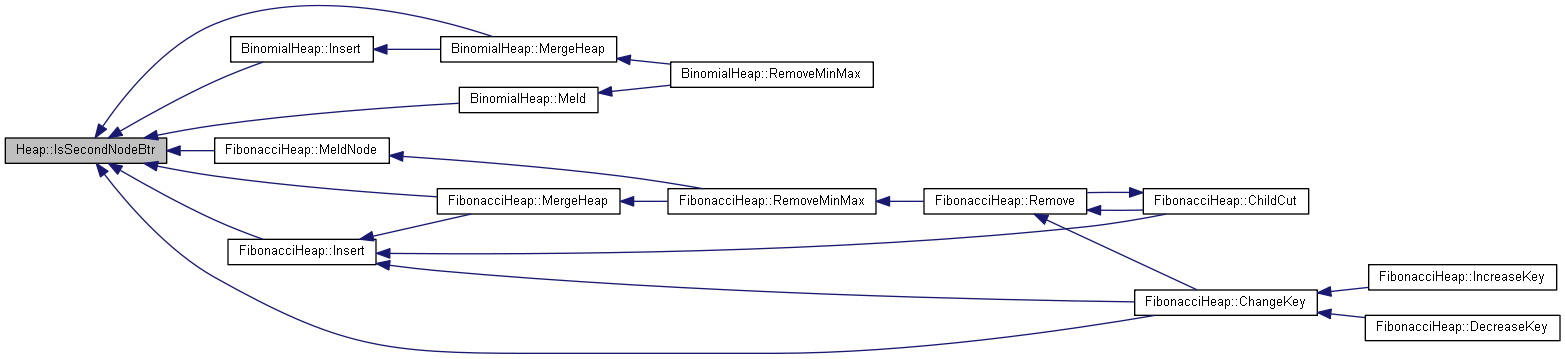 BinomialHeap::Insert
BinomialHeap::MergeHeap
BinomialHeap::RemoveMinMax
BinomialHeap::Meld
Heap::IsSecondNodeBtr
FibonacciHeap::MeldNode
FibonacciHeap::MergeHeap
FibonacciHeap::RemoveMinMax
FibonacciHeap::Remove
FibonacciHeap::ChildCut
FibonacciHeap::Insert
FibonacciHeap::IncreaseKey
FibonacciHeap::ChangeKey
FibonacciHeap::DecreaseKey